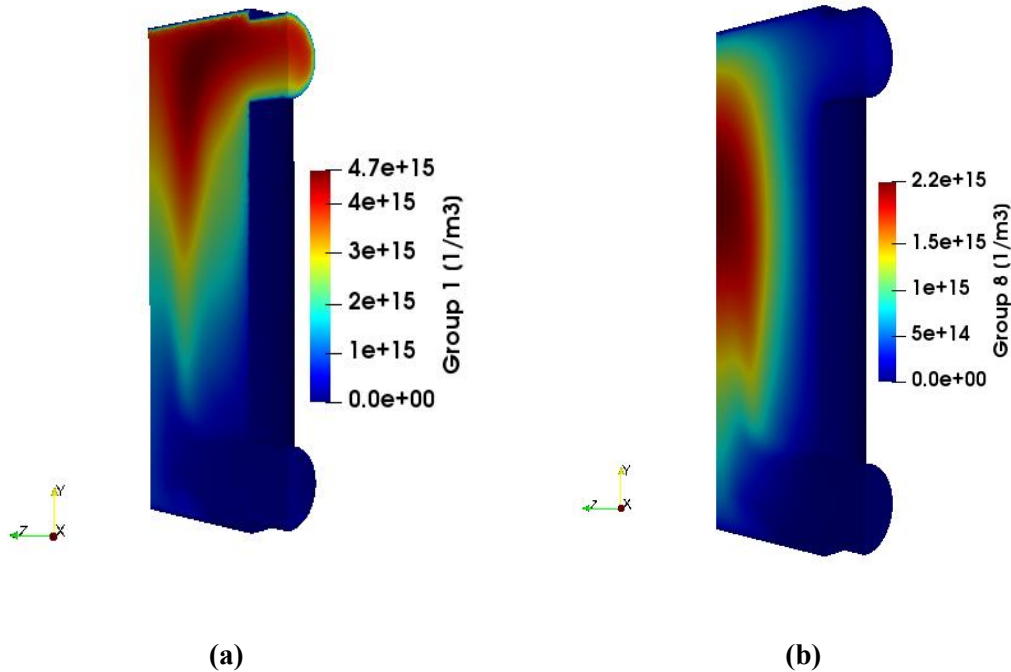 4.7e+15
4e+15
3e+15
2e+15
1e+15
0.0e+00
Group 1 (1/m3)
Y
Z
X
(a)
2.2e+15
1.5e+15
1e+15
5e+14
0.0e+00
Group 8 (1/m3)
Y
Z
X
(b)